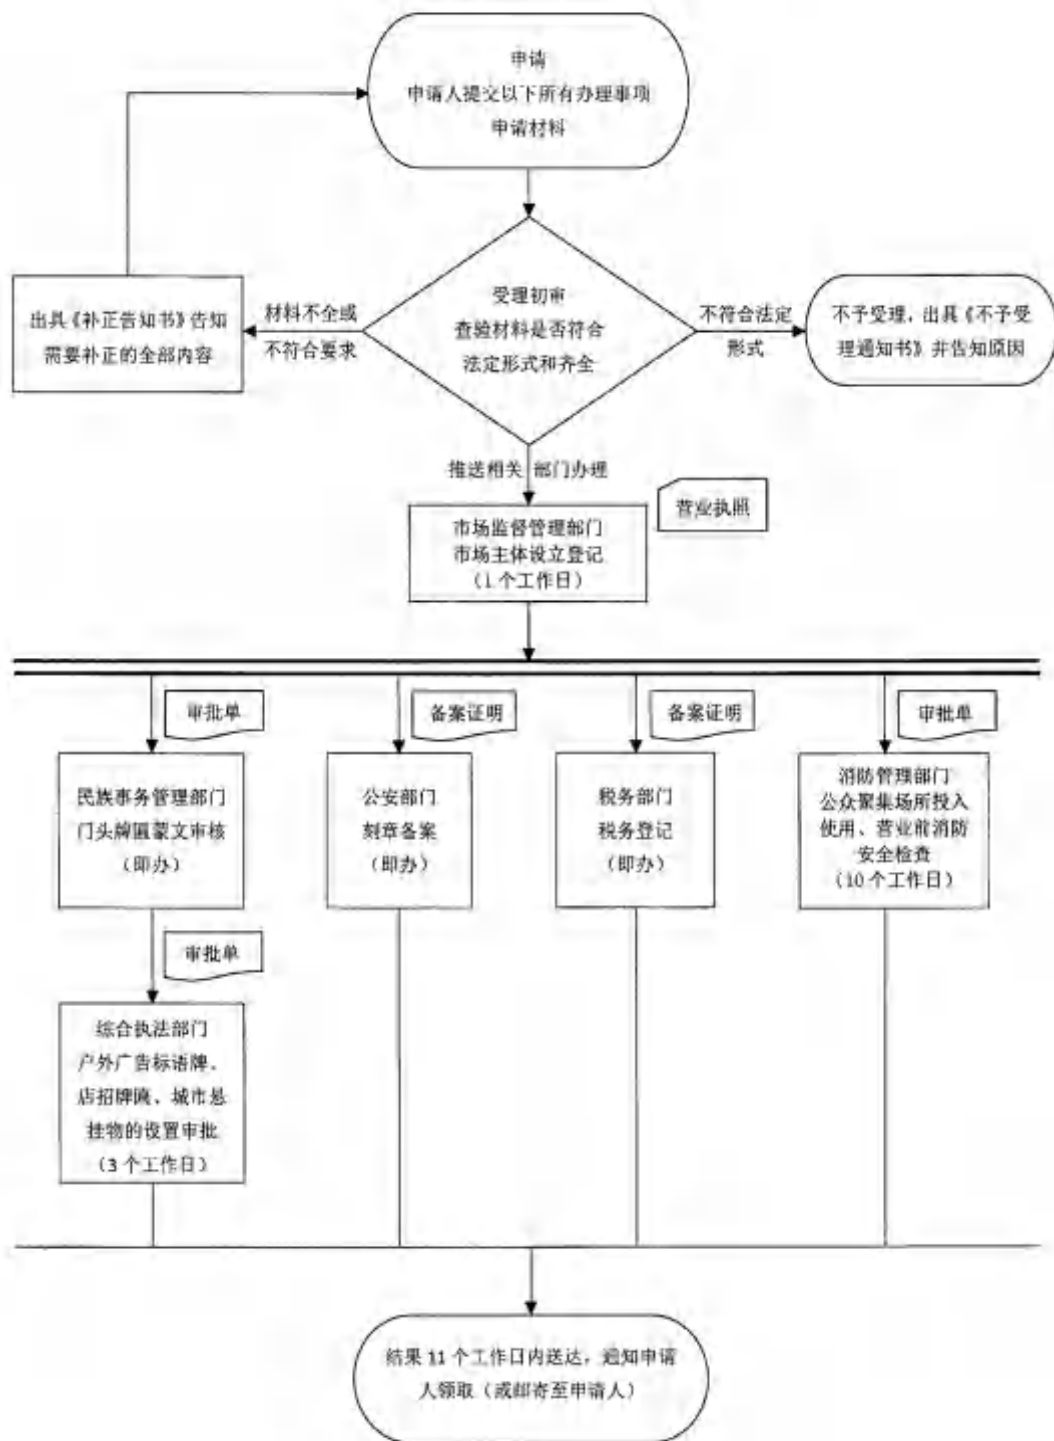 申请
申请人提交以下所有办理事项
申请材料
受理初审
查验材料是否符合
法定形式和齐全
材料不全或
不符合要求
出具《补正告知书》告知
需要补正的全部内容
不符合法定
形式
不予受理，出具《不予受
理通知书》并告知原因
推送相关 部门办理
营业执照
市场监督管理部门
市场主体设立登记
（1个工作日）
审批单
备案证明
备案证明
审批单
民族事务管理部门
门头牌匾蒙文审核
（即办）
公安部门
刻章备案
（即办）
税务部门
税务登记
（即办）
消防管理部门
公众聚集场所投入
使用、营业前消防
安全检查
（10个工作日）
审批单
综合执法部门
户外广告标语牌、
店招牌匾、城市悬
挂物的设置审批
（3个工作日）
结果11个工作日内送达，通知申请
人领取（或邮寄至申请人）